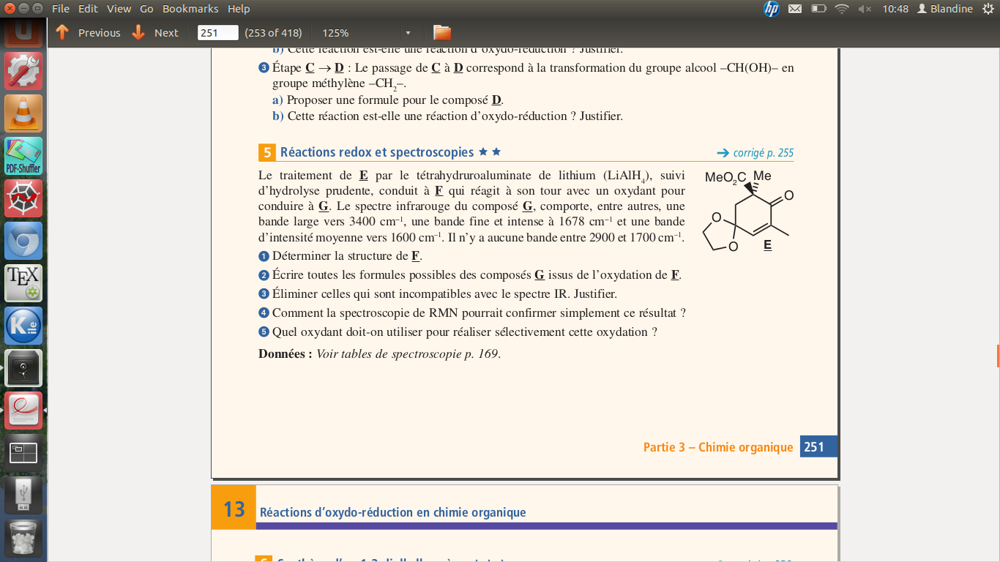 File Edit View Go Bookmarks Help
10:48 Blandine
Previous Next 251 (253 of 418) 125%
b) Cette réaction est-elle une réaction d'oxydo-réduction ? Justifier.
3 Étape C → D : Le passage de C à D correspond à la transformation du groupe alcool –CH(OH)– en
groupe méthylène –CH2–.
a) Proposer une formule pour le composé D.
b) Cette réaction est-elle une réaction d'oxydo-réduction ? Justifier.
5 Réactions redox et spectroscopies ★ ★
→ corrigé p. 255
Le traitement de E par le tétrahydruroaluminate de lithium (LiAlH4), suivi
d'hydrolyse prudente, conduit à F qui réagit à son tour avec un oxydant pour
conduire à G. Le spectre infrarouge du composé G, comporte, entre autres, une
bande large vers 3400 cm–1, une bande fine et intense à 1678 cm–1 et une bande
d'intensité moyenne vers 1600 cm–1. Il n'y a aucune bande entre 2900 et 1700 cm–1.
MeO2C Me
O
O
O
E
1 Déterminer la structure de F.
2 Écrire toutes les formules possibles des composés G issus de l'oxydation de F.
3 Éliminer celles qui sont incompatibles avec le spectre IR. Justifier.
4 Comment la spectroscopie de RMN pourrait confirmer simplement ce résultat ?
5 Quel oxydant doit-on utiliser pour réaliser sélectivement cette oxydation ?
Données : Voir tables de spectroscopie p. 169.
Partie 3 – Chimie organique 251
13 Réactions d'oxydo-réduction en chimie organique
PDF-Shuffler
TEX
Kile
hp